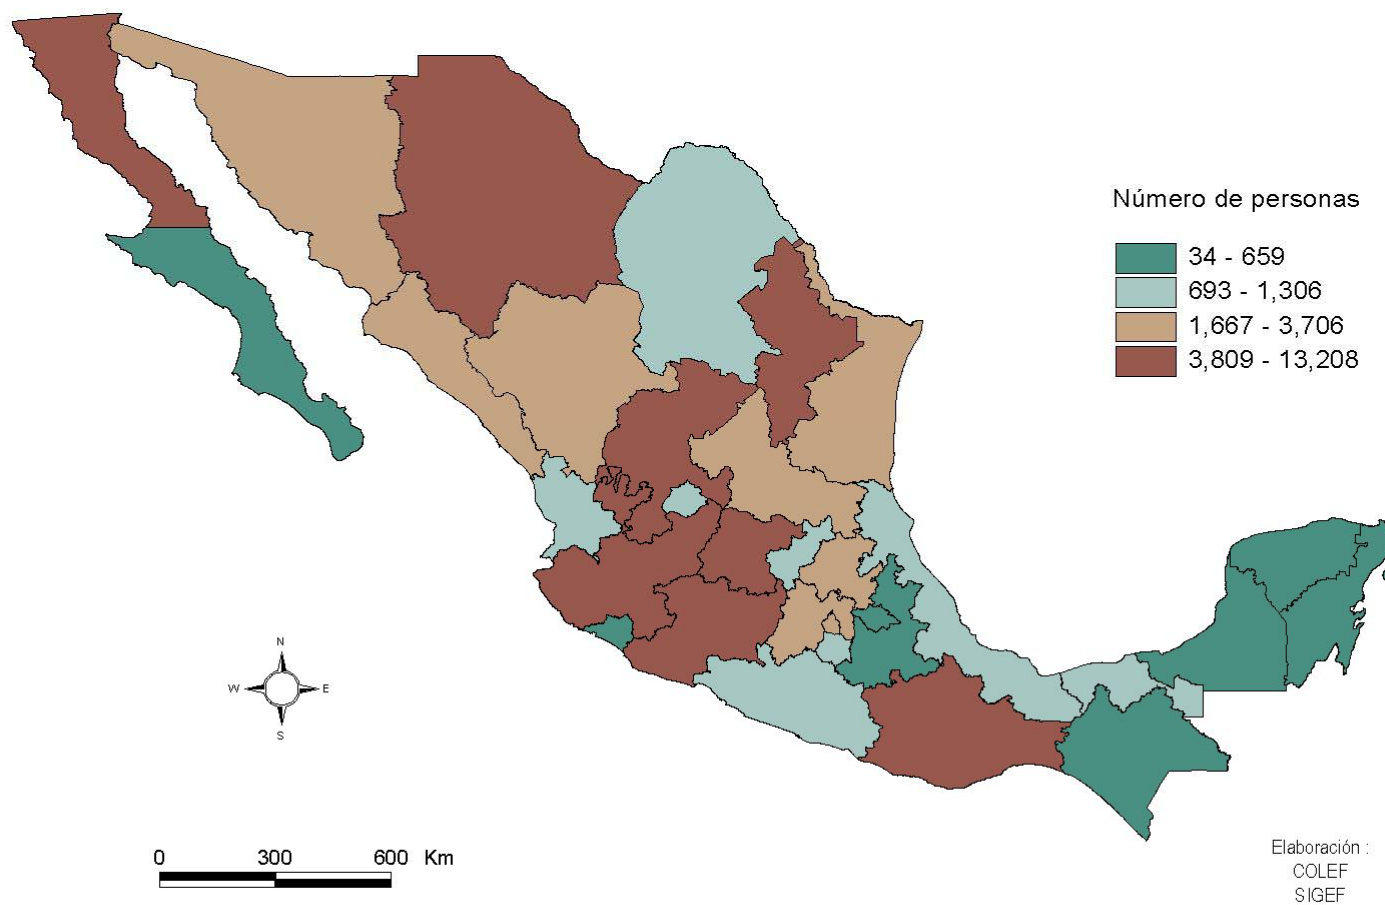 Número de personas
34 - 659
693 - 1,306
1,667 - 3,706
3,809 - 13,208
N
W E
S
0 300 600 Km
Elaboración :
COLEF
SIGEF